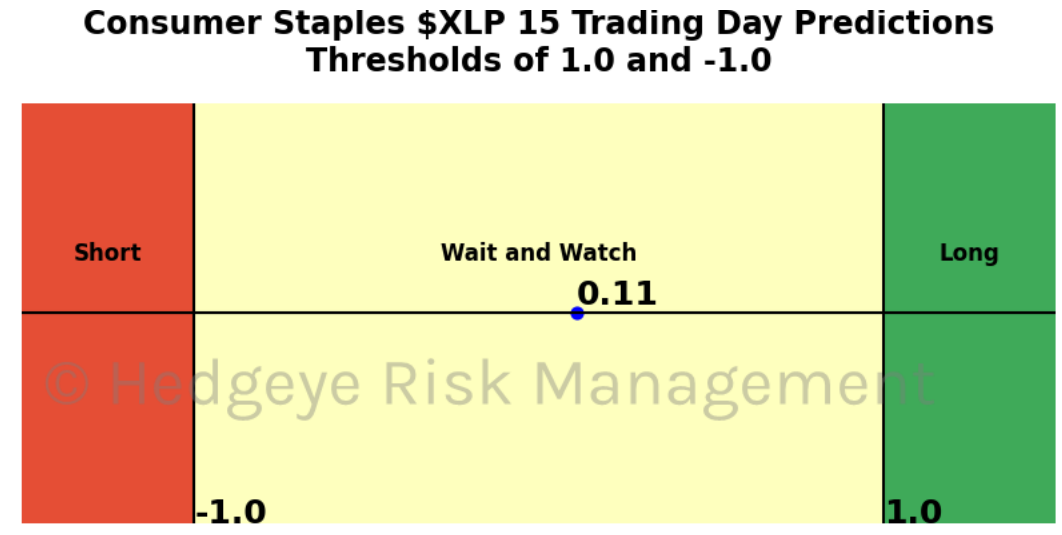 Consumer Staples $XLP 15 Trading Day Predictions
Thresholds of 1.0 and -1.0
Short
Wait and Watch
Long
0.11
© Hedgeye Risk Management
-1.0
1.0